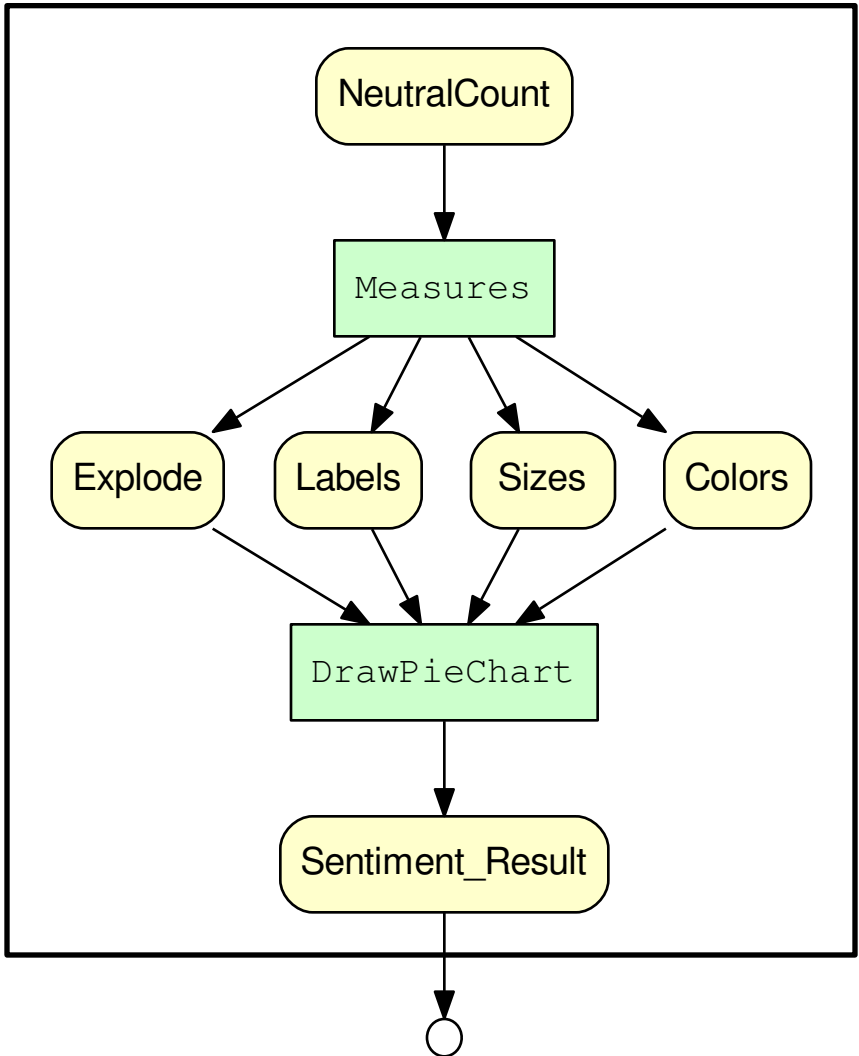 NeutralCount
Measures
Explode
Labels
Sizes
Colors
DrawPieChart
Sentiment_Result